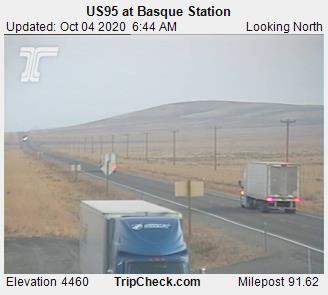 US95 at Basque Station
Updated: Oct 04 2020 6:44 AM Looking North
Elevation 4460 TripCheck.com Milepost 91.62